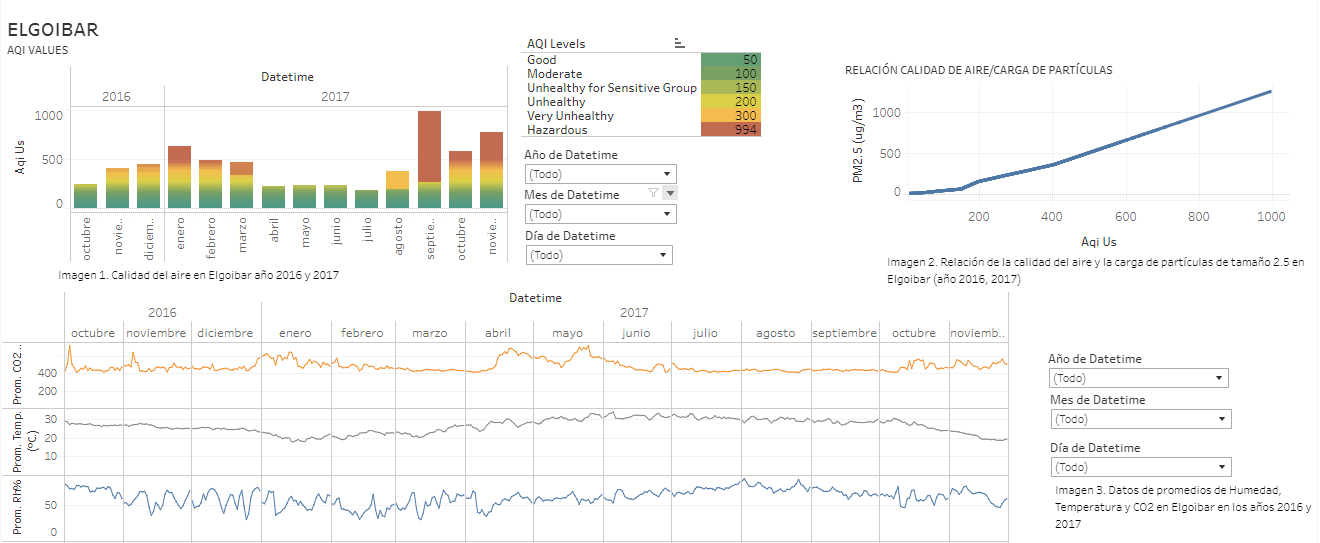 ELGOIBAR
AQI VALUES
Datetime
2016
2017
1000
500
0
Aqi Us
octubre
novie..
diciem..
enero
febrero
marzo
abril
mayo
junio
julio
agosto
septie..
octubre
novie..
Imagen 1. Calidad del aire en Elgoibar año 2016 y 2017
AQI Levels
Good 50
Moderate 100
Unhealthy for Sensitive Group 150
Unhealthy 200
Very Unhealthy 300
Hazardous 994
Año de Datetime
(Todo)
Mes de Datetime
(Todo)
Día de Datetime
(Todo)
RELACIÓN CALIDAD DE AIRE/CARGA DE PARTÍCULAS
PM2.5 (ug/m3 )
1000
500
0
200
400
600
800
1000
Aqi Us
Imagen 2. Relación de la calidad del aire y la carga de partículas de tamaño 2.5 en
Elgoibar (año 2016, 2017)
Datetime
2016
2017
octubre
noviembre
diciembre
enero
febrero
marzo
abril
mayo
junio
julio
agosto
septiembre
octubre
noviemb..
Prom. CO2 ..
400
200
Prom. Temp.
(ºC.)
30
20
10
Prom. RH%
50
0
Año de Datetime
(Todo)
Mes de Datetime
(Todo)
Día de Datetime
(Todo)
Imagen 3. Datos de promedios de Humedad,
Temperatura y CO2 en Elgoibar en los años 2016 y
2017